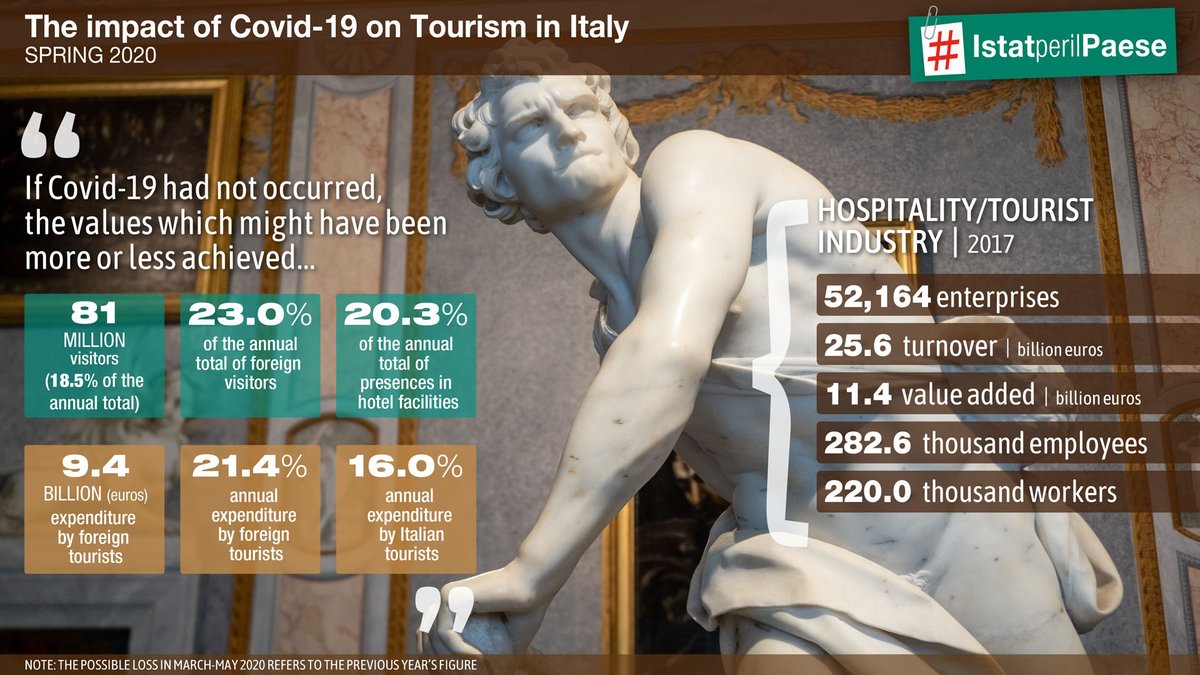 The impact of Covid-19 on Tourism in Italy
SPRING 2020
# IstatperilPaese
“
If Covid-19 had not occurred,
the values which might have been
more or less achieved...
81
MILLION
visitors
(18.5% of the
annual total)
23.0%
of the annual
total of foreign
visitors
20.3%
of the annual
total of
presences in
hotel facilities
9.4
BILLION (euros)
expenditure
by foreign
tourists
21.4%
annual
expenditure
by foreign
tourists
16.0%
annual
expenditure
by Italian
tourists
”
HOSPITALITY/TOURIST
INDUSTRY | 2017
52,164 enterprises
25.6 turnover | billion euros
11.4 value added | billion euros
282.6 thousand employees
220.0 thousand workers
NOTE: THE POSSIBLE LOSS IN MARCH-MAY 2020 REFERS TO THE PREVIOUS YEAR'S FIGURE